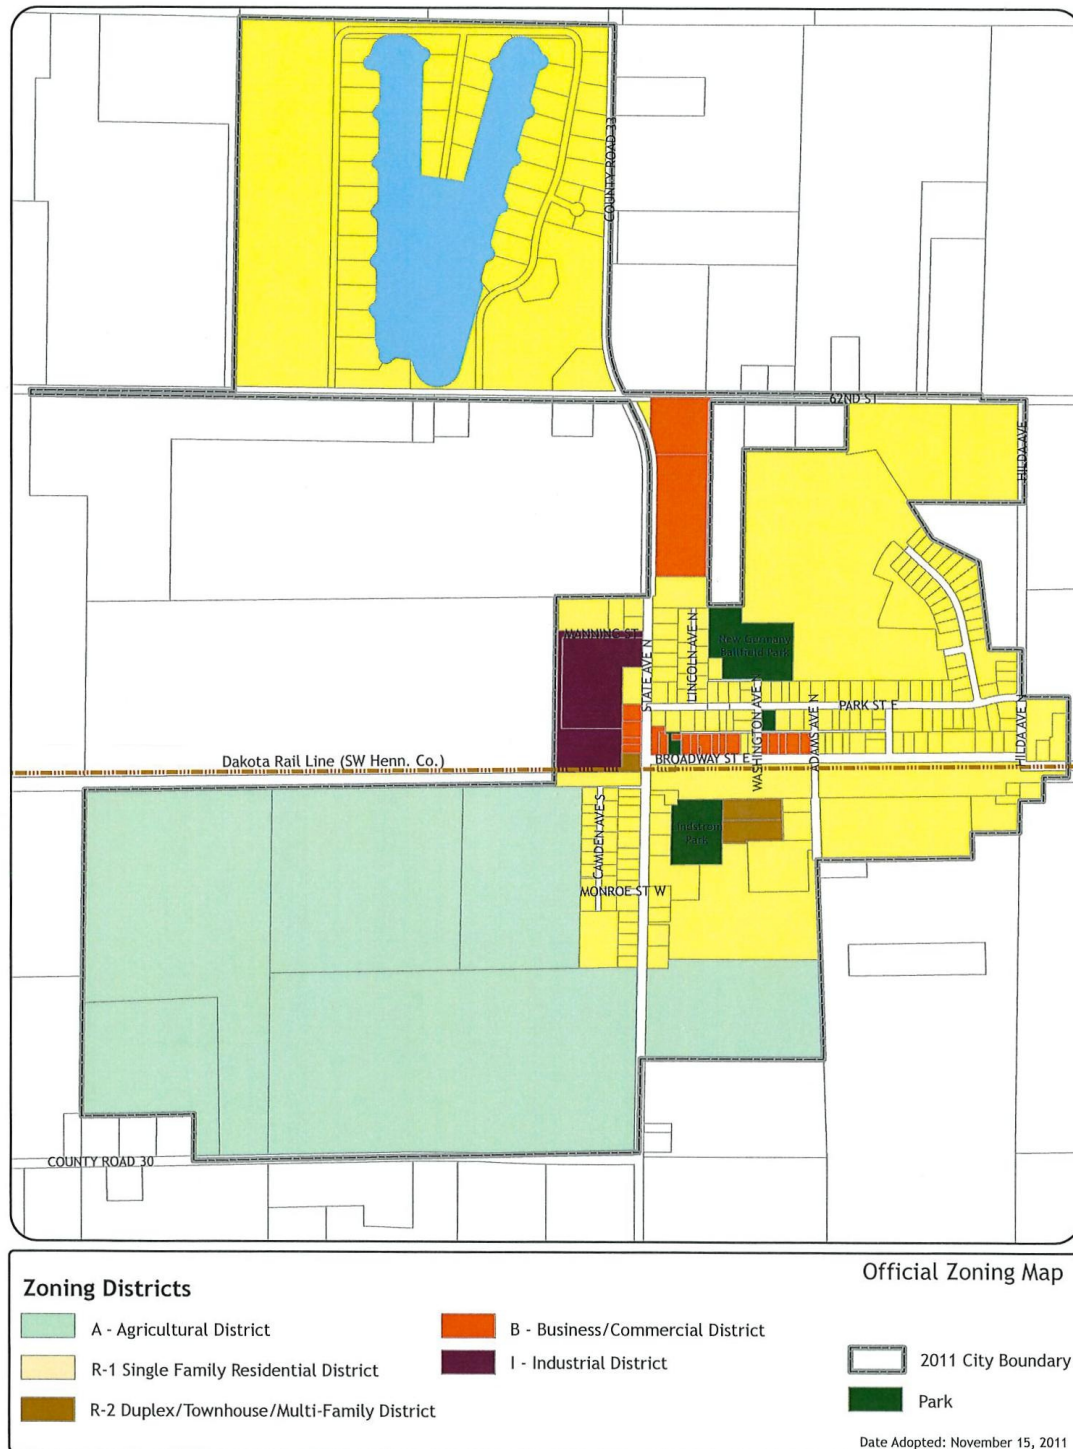 COUNTY ROAD 33
62ND ST
HILDA AVE
MANNING ST
STATE AVE N
LINCOLN AVE N
New Germany
Ballfield Park
WASHINGTON AVE N
PARK ST E
ADAMS AVE N
HILDA AVE N
Dakota Rail Line (SW Henn. Co.)
BROADWAY ST E
CAMDEN AVE S
Park
MONROE ST W
COUNTY ROAD 30
Official Zoning Map
Zoning Districts
A - Agricultural District
B - Business/Commercial District
R-1 Single Family Residential District
I - Industrial District
2011 City Boundary
R-2 Duplex/Townhouse/Multi-Family District
Park
Date Adopted: November 15, 2011